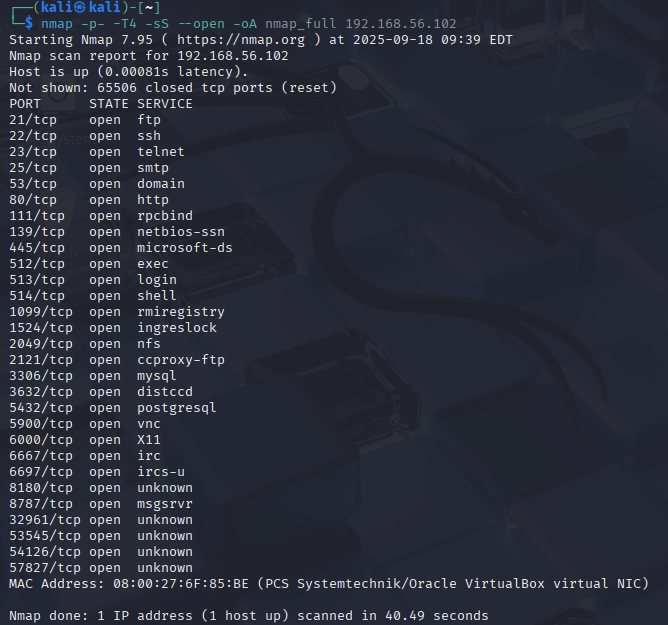 ┌──(kali㉿kali)-[~]
└─$ nmap -p- -T4 -sS --open -oA nmap_full 192.168.56.102
Starting Nmap 7.95 ( https://nmap.org ) at 2025-09-18 09:39 EDT
Nmap scan report for 192.168.56.102
Host is up (0.00081s latency).
Not shown: 65506 closed tcp ports (reset)
PORT      STATE SERVICE
21/tcp    open  ftp
22/tcp    open  ssh
23/tcp    open  telnet
25/tcp    open  smtp
53/tcp    open  domain
80/tcp    open  http
111/tcp   open  rpcbind
139/tcp   open  netbios-ssn
445/tcp   open  microsoft-ds
512/tcp   open  exec
513/tcp   open  login
514/tcp   open  shell
1099/tcp  open  rmiregistry
1524/tcp  open  ingreslock
2049/tcp  open  nfs
2121/tcp  open  ccproxy-ftp
3306/tcp  open  mysql
3632/tcp  open  distccd
5432/tcp  open  postgresql
5900/tcp  open  vnc
6000/tcp  open  X11
6667/tcp  open  irc
6697/tcp  open  ircs-u
8180/tcp  open  unknown
8787/tcp  open  msgsrvr
32961/tcp open  unknown
53545/tcp open  unknown
54126/tcp open  unknown
57827/tcp open  unknown
MAC Address: 08:00:27:6F:85:BE (PCS Systemtechnik/Oracle VirtualBox virtual NIC)
Nmap done: 1 IP address (1 host up) scanned in 40.49 seconds